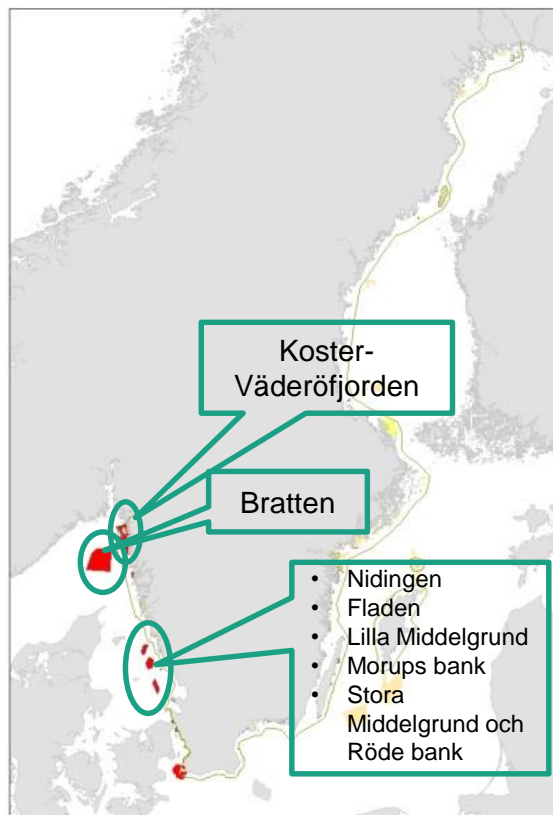 Koster-
Väderöfjorden
Bratten
• Nidingen
• Fladen
• Lilla Middelgrund
• Morups bank
• Stora
Middelgrund och
Röde bank